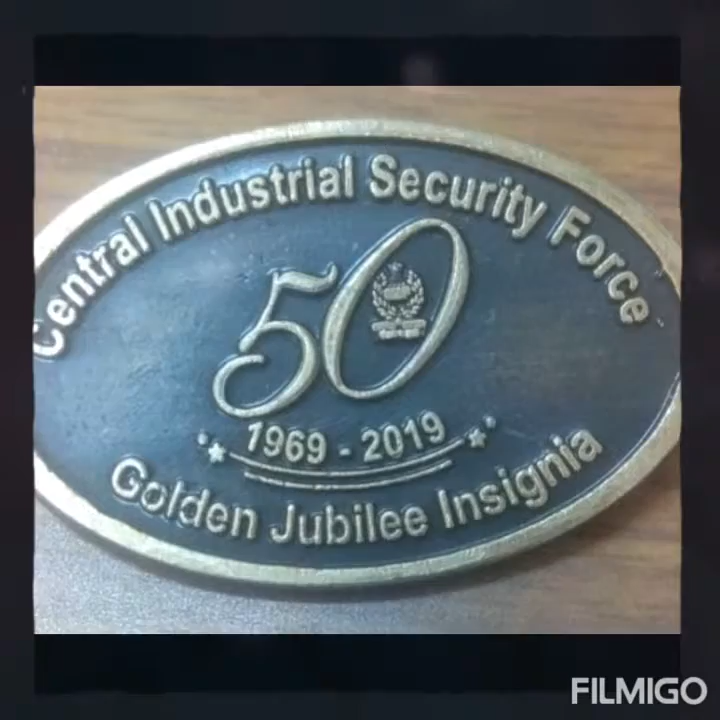 Central Industrial Security Force
50
1969 - 2019
Golden Jubilee Insignia
FILMIGO